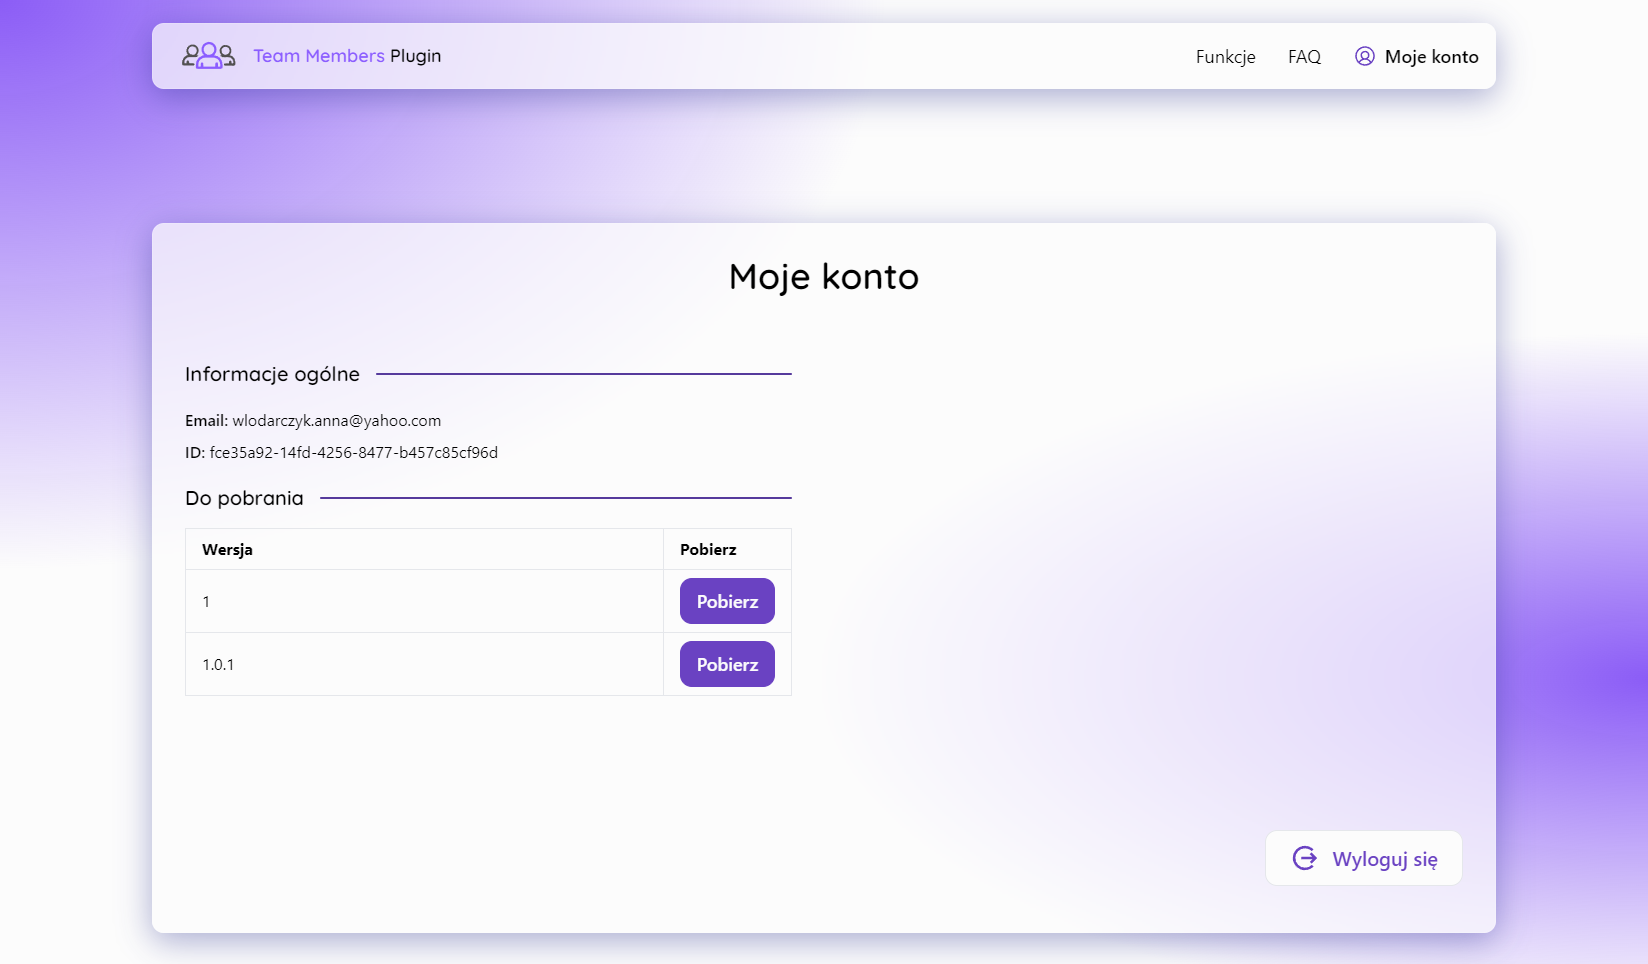 Team Members Plugin
Funkcje
FAQ
Moje konto
Moje konto
Informacje ogólne
Email: wlodarczyk.anna@yahoo.com
ID: fce35a92-14fd-4256-8477-b457c85cf96d
Do pobrania
Wersja Pobierz
1 Pobierz
1.0.1 Pobierz
Wyloguj się